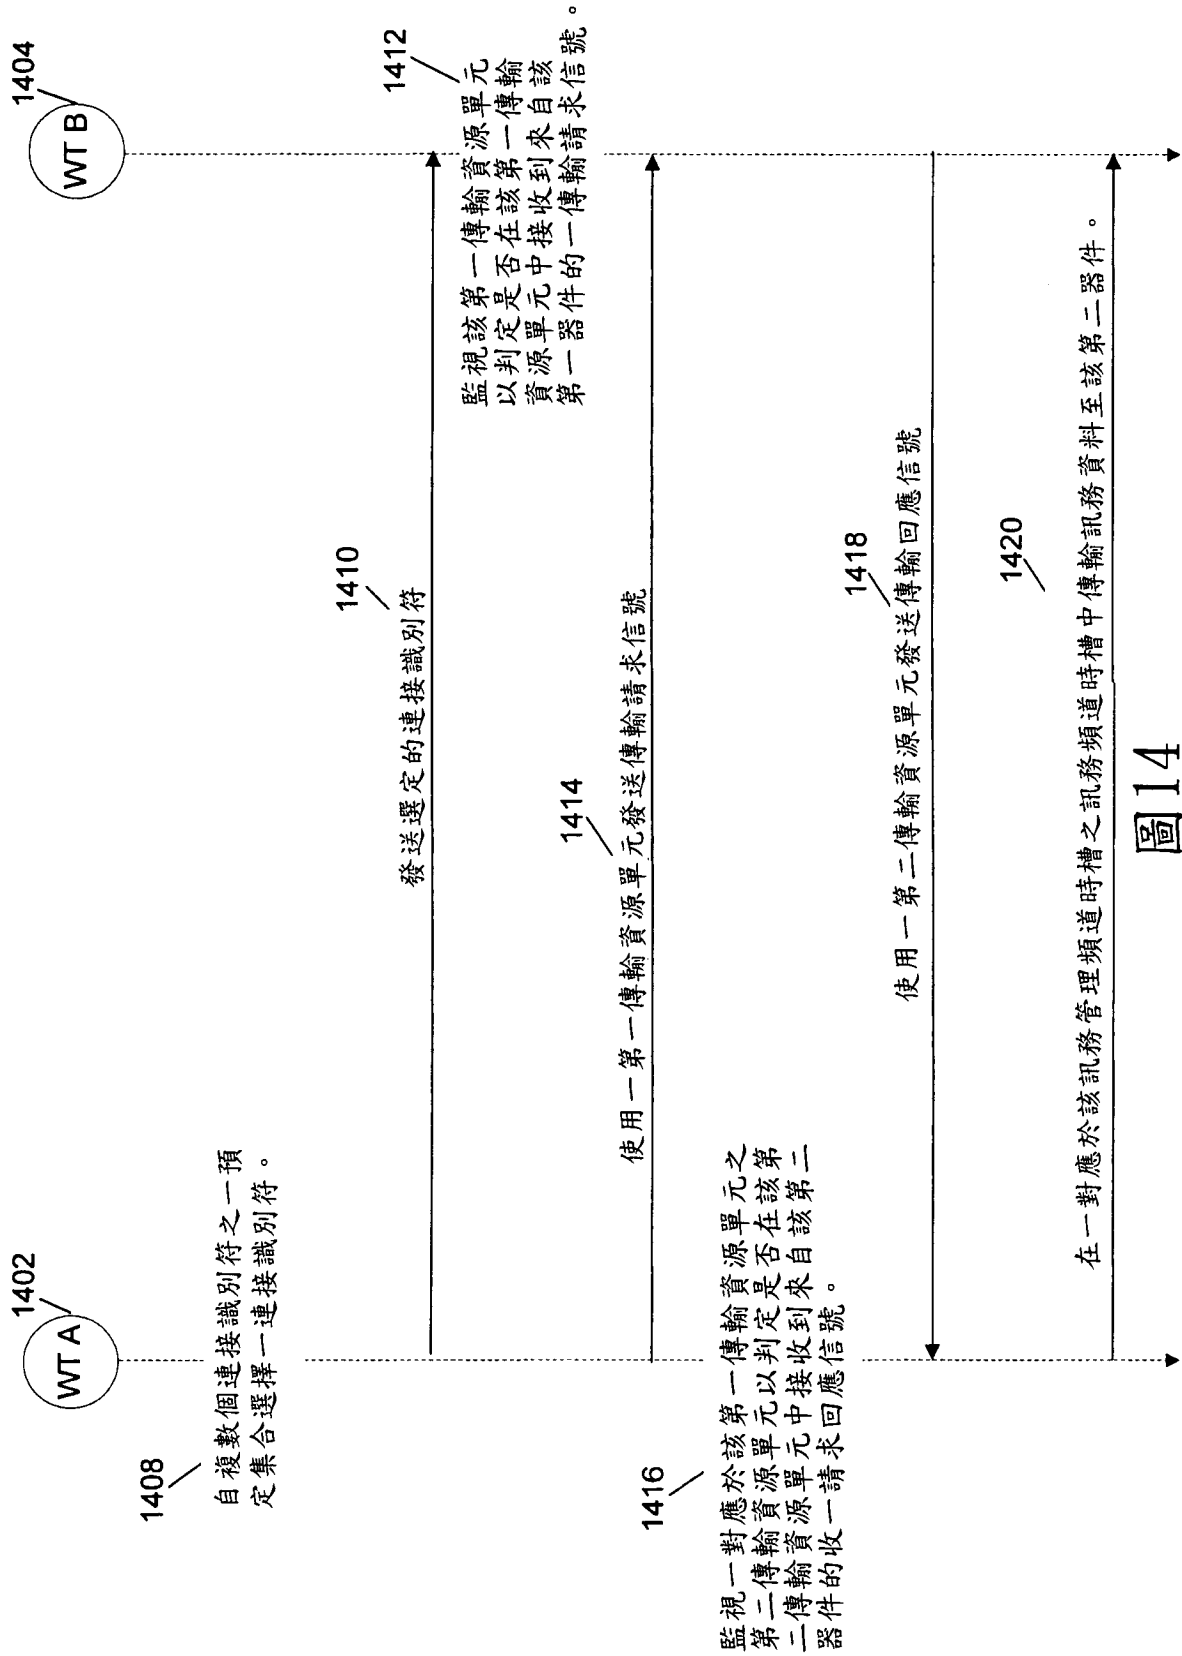 WT A
1402
WT B
1404
1408
自複數個連接識別符之一預
定集合選擇一連接識別符。
1410
發送選定的連接識別符
1412
監視該第一傳輸資源單元
以判定是否在該第一傳輸
資源單元中接收到來自該
第一器件的一傳輸請求信號。
1414
使用一第一傳輸資源單元發送傳輸請求信號
1416
監視一對應於該第一傳輸資源單元之
第二傳輸資源單元以判定是否在該第
二傳輸資源單元中接收到來自該第二
器件的收一請求回應信號。
1418
使用一第二傳輸資源單元發送傳輸回應信號
1420
在一對應於該訊務管理頻道時槽之訊務頻道時槽中傳輸訊務資料至該第二器件。
圖14